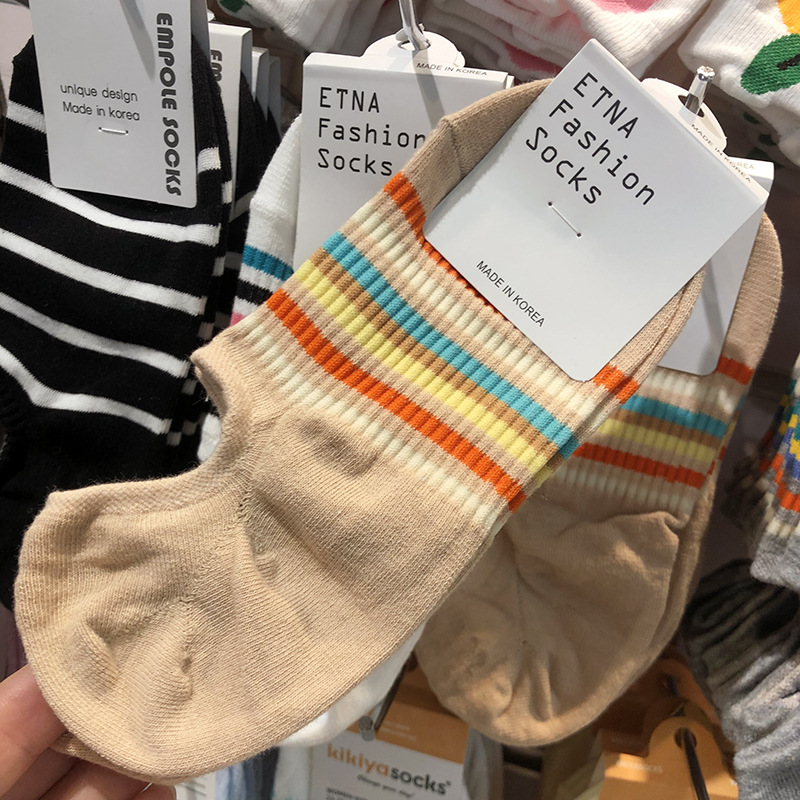 unique design
Made in korea
EMPOLE SOCKS
MADE IN KOREA
ETNA
Fashion
Socks
ETNA
Fashion
Socks
MADE IN KOREA
MADE IN KOREA
kikiyasocks